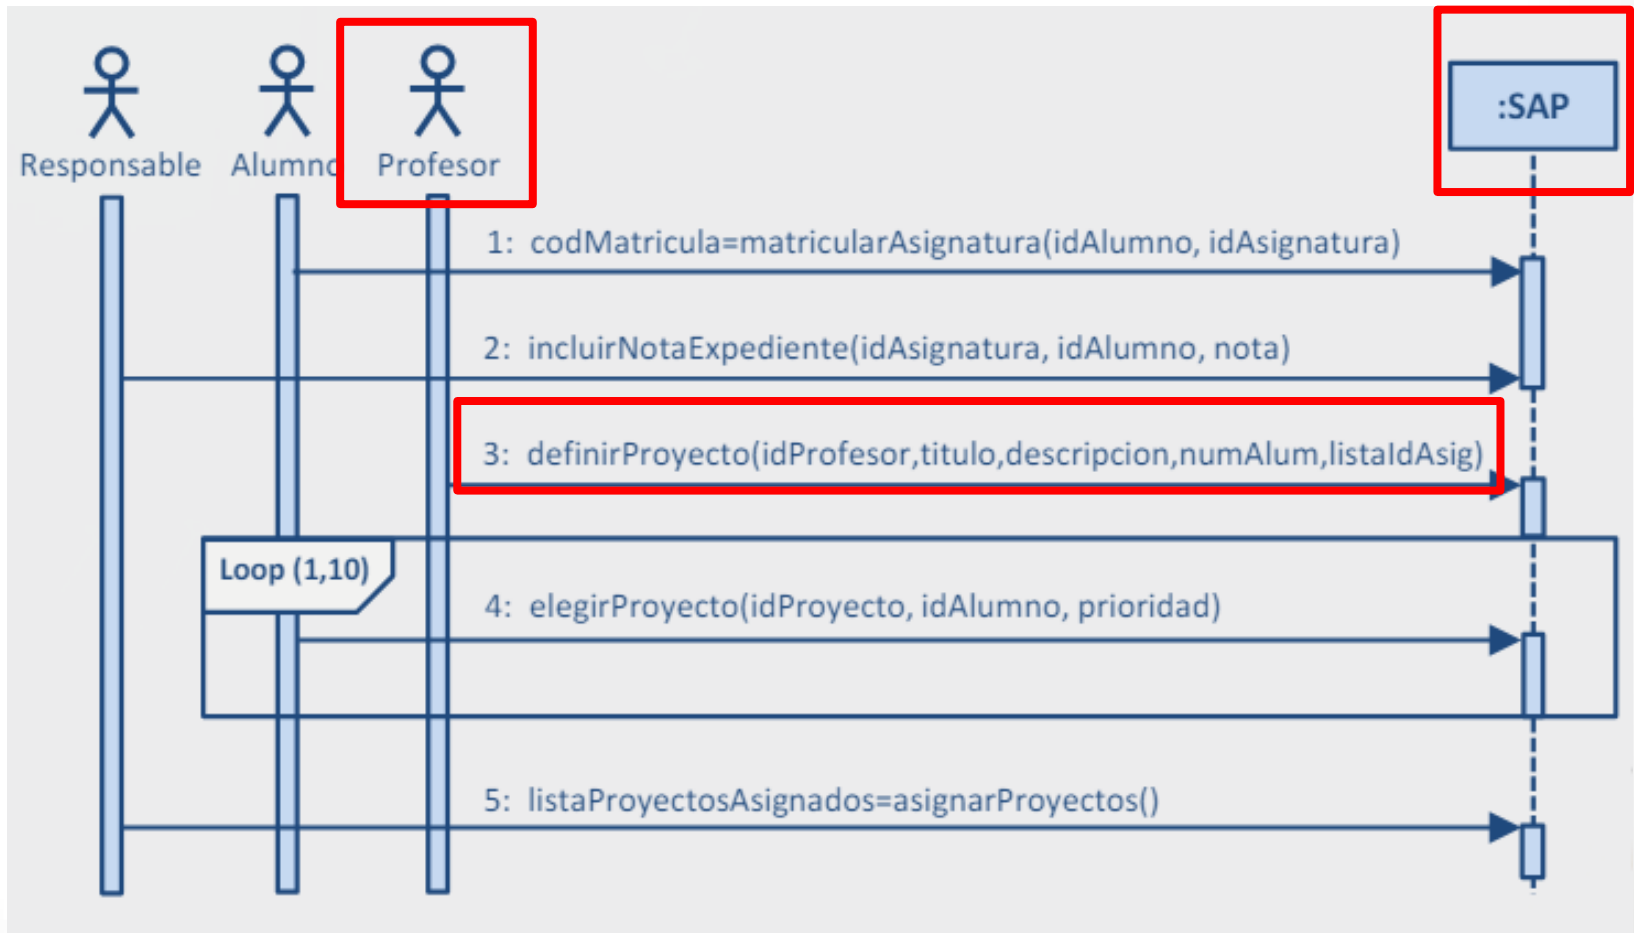 :SAP
Responsable Alumno Profesor
1: codMatricula=matricularAsignatura(idAlumno, idAsignatura)
2: incluirNotaExpediente(idAsignatura, idAlumno, nota)
3: definirProyecto(idProfesor,titulo,descripcion,numAlum,listaIdAsig)
Loop (1,10)
4: elegirProyecto(idProyecto, idAlumno, prioridad)
5: listaProyectosAsignados=asignarProyectos()